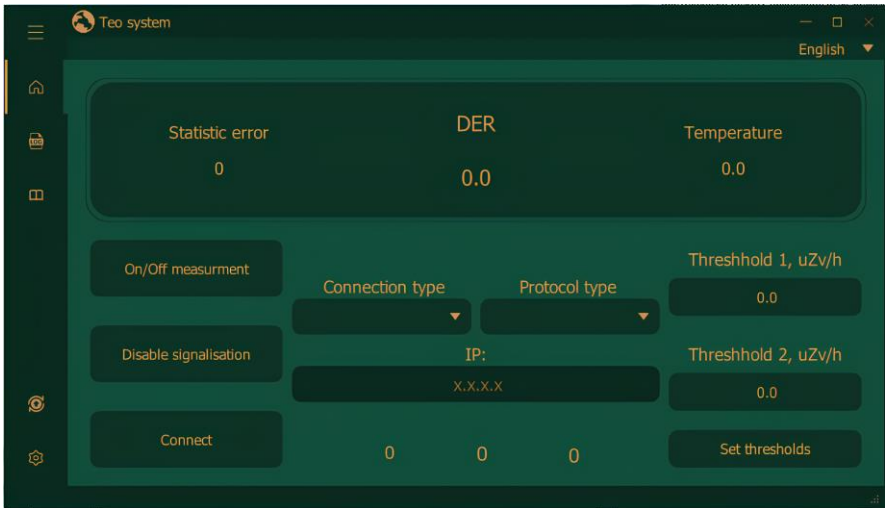 Teo system
English
LOG
Statistic error
DER
Temperature
0
0.0
0.0
On/Off measurment
Connection type
Protocol type
Threshhold 1, uZv/h
0.0
Disable signalisation
IP:
x.x.x.x
Threshhold 2, uZv/h
0.0
Connect
0
0
0
Set thresholds